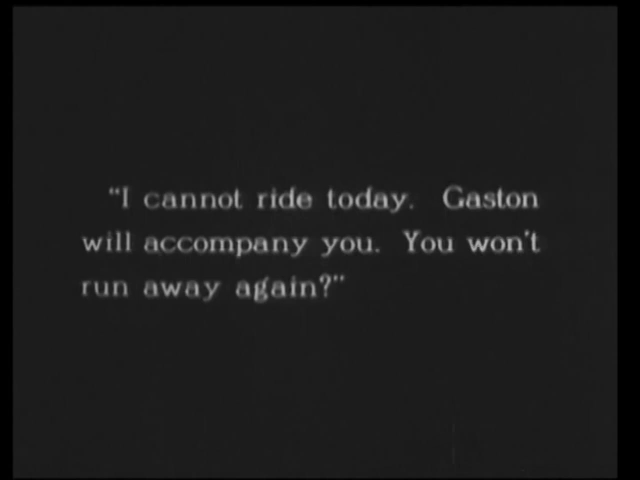 "I cannot ride today. Gaston
will accompany you. You won't
run away again?"